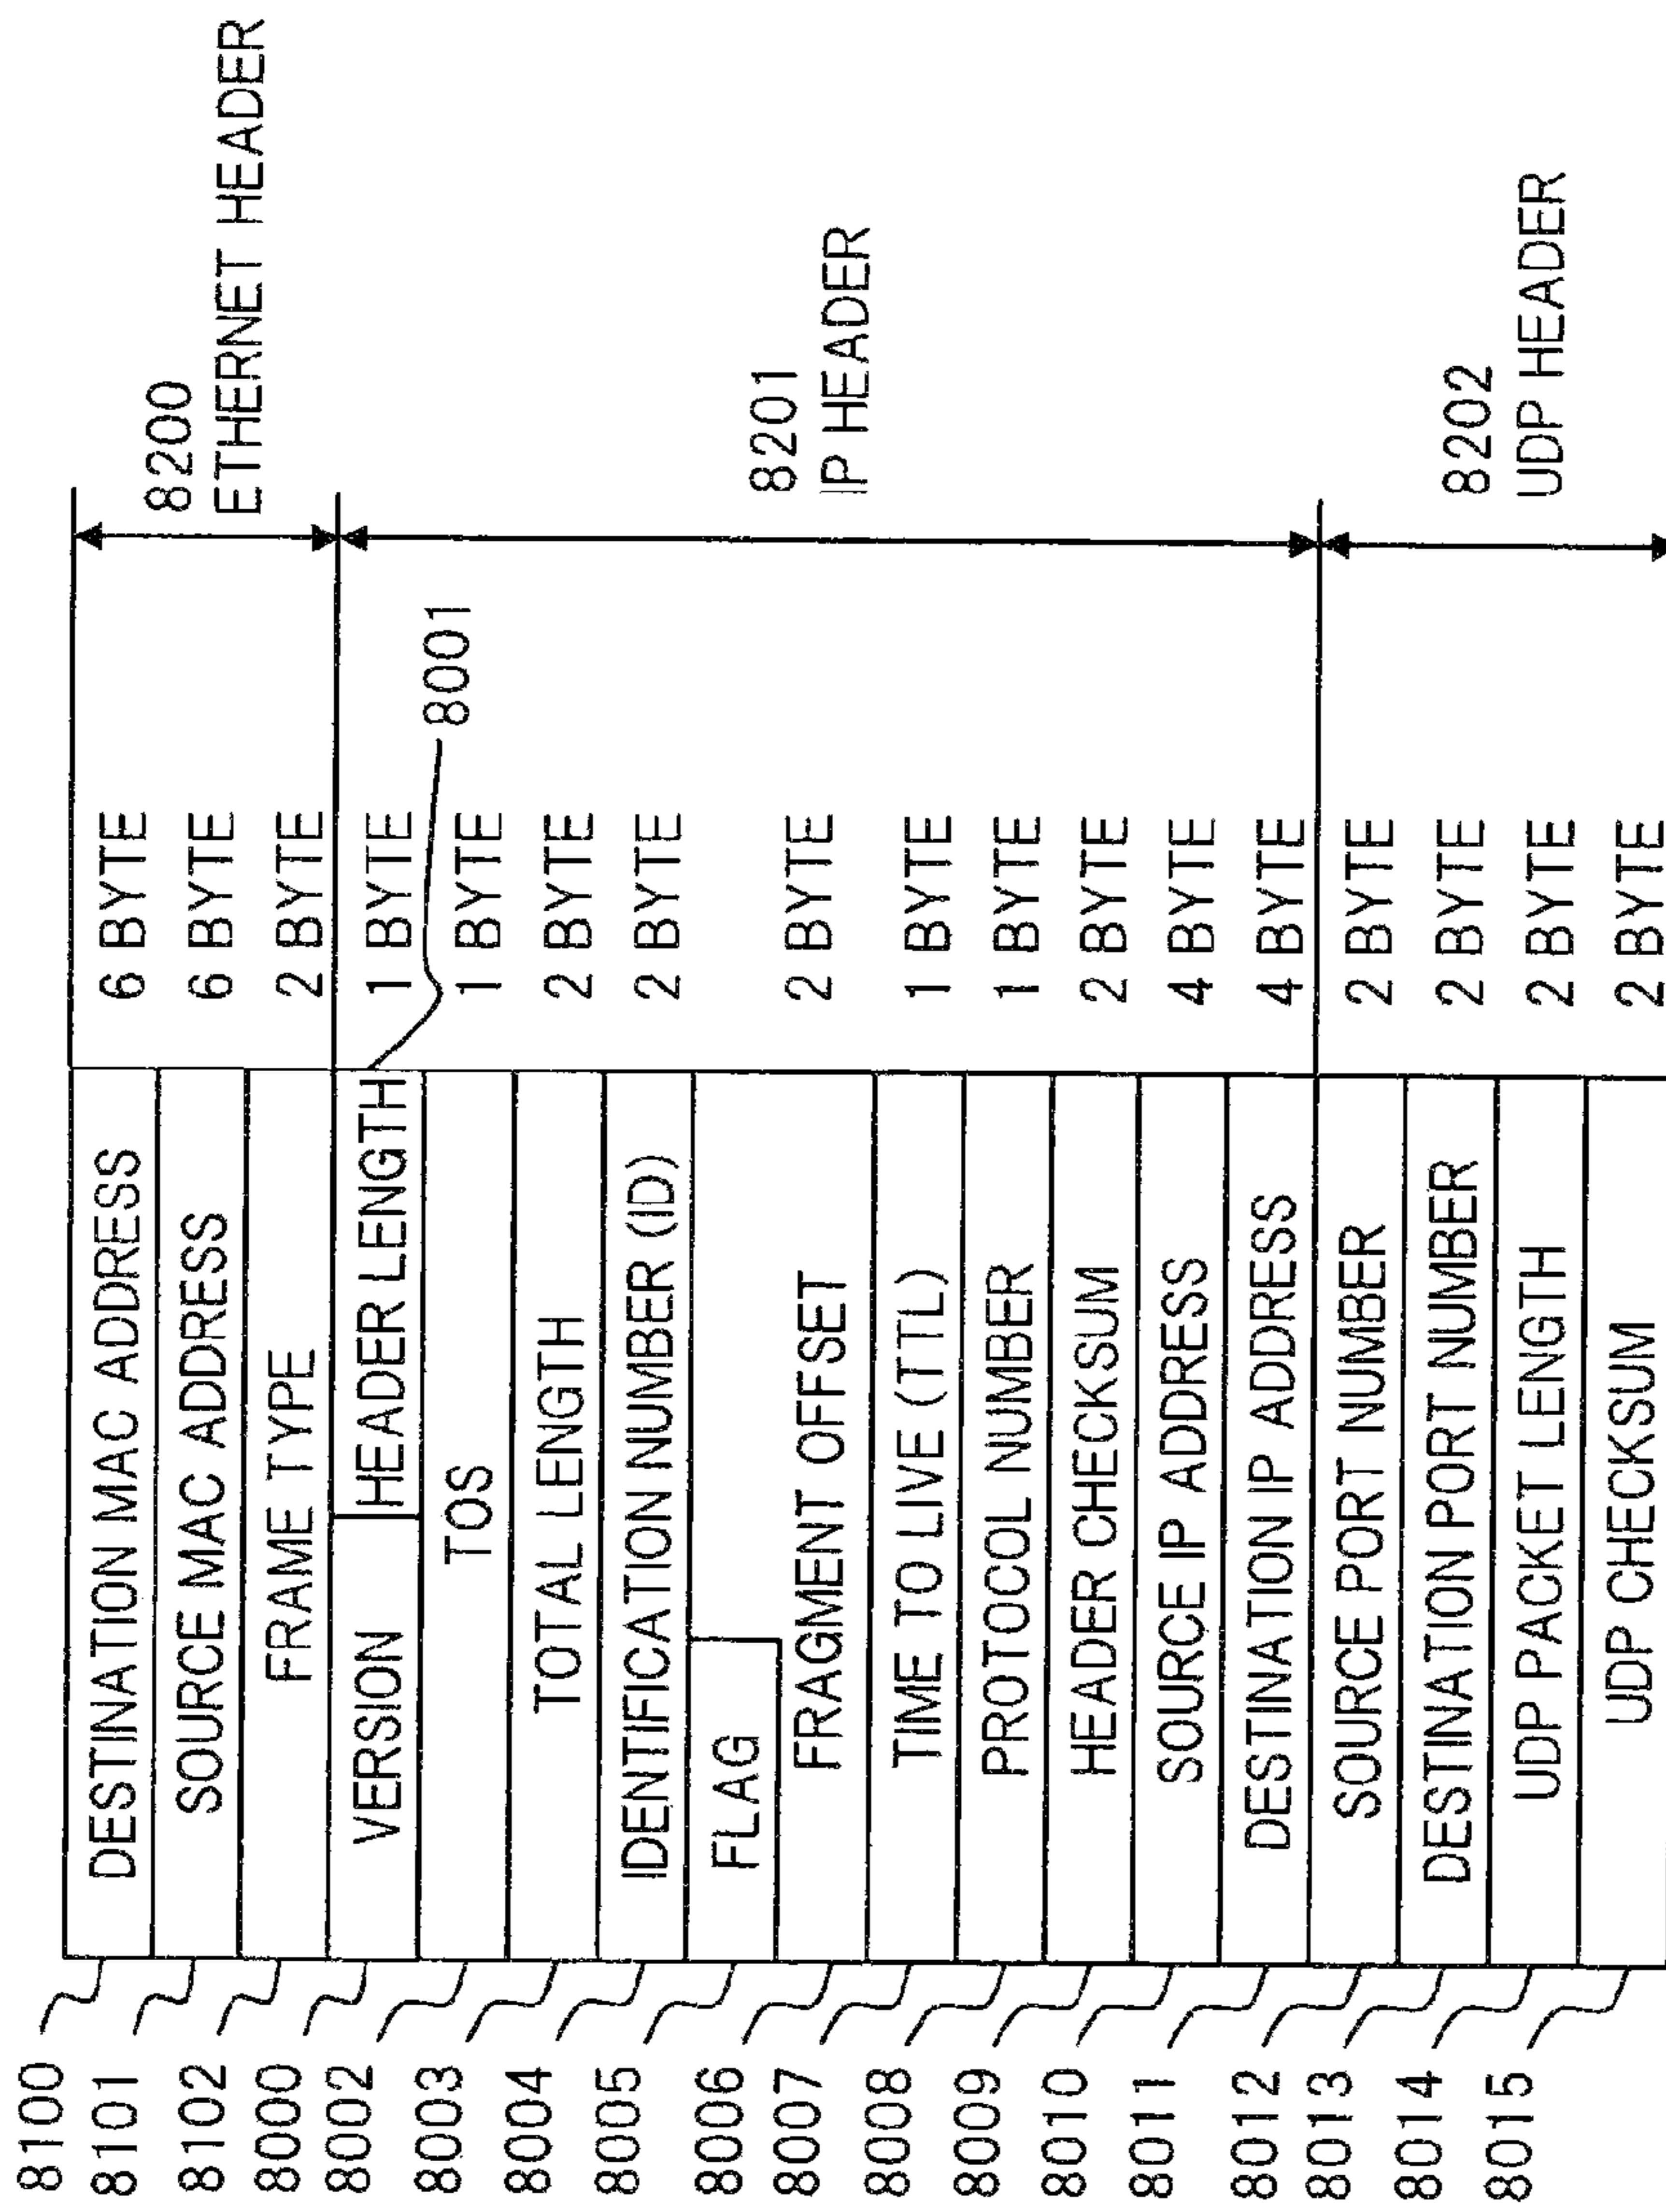 8100
DESTINATION MAC ADDRESS
6 BYTE
8101
SOURCE MAC ADDRESS
6 BYTE
8102
FRAME TYPE
2 BYTE
8200
ETHERNET HEADER
8000
VERSION
HEADER LENGTH
1 BYTE
8001
8002
TOS
1 BYTE
8003
TOTAL LENGTH
2 BYTE
8004
IDENTIFICATION NUMBER (ID)
2 BYTE
8005
FLAG
8006
FRAGMENT OFFSET
2 BYTE
8007
TIME TO LIVE (TTL)
1 BYTE
8008
PROTOCOL NUMBER
1 BYTE
8009
HEADER CHECKSUM
2 BYTE
8010
SOURCE IP ADDRESS
4 BYTE
8011
DESTINATION IP ADDRESS
4 BYTE
8201
IP HEADER
8012
SOURCE PORT NUMBER
2 BYTE
8013
DESTINATION PORT NUMBER
2 BYTE
8014
UDP PACKET LENGTH
2 BYTE
8015
UDP CHECKSUM
2 BYTE
8202
UDP HEADER